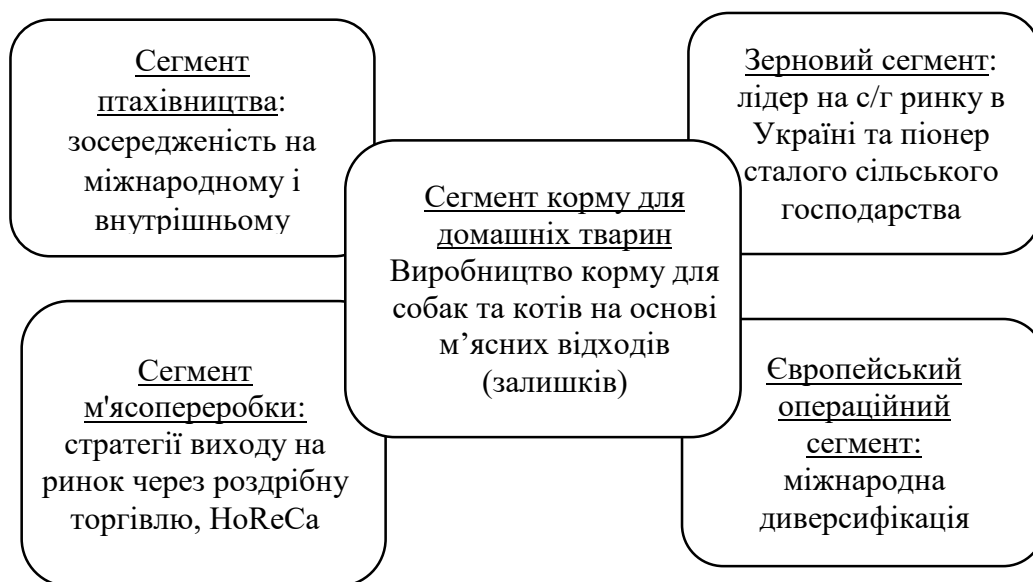 Сегмент
птахівництва:
зосередженість на
міжнародному і
внутрішньому
Зерновий сегмент:
лідер на с/г ринку в
Україні та піонер
сталого сільського
господарства
Сегмент корму для
домашніх тварин
Виробництво корму для
собак та котів на основі
м’ясних відходів
(залишків)
Сегмент
м'ясопереробки:
стратегії виходу на
ринок через роздрібну
торгівлю, HoReCa
Європейський
операційний
сегмент:
міжнародна
диверсифікація